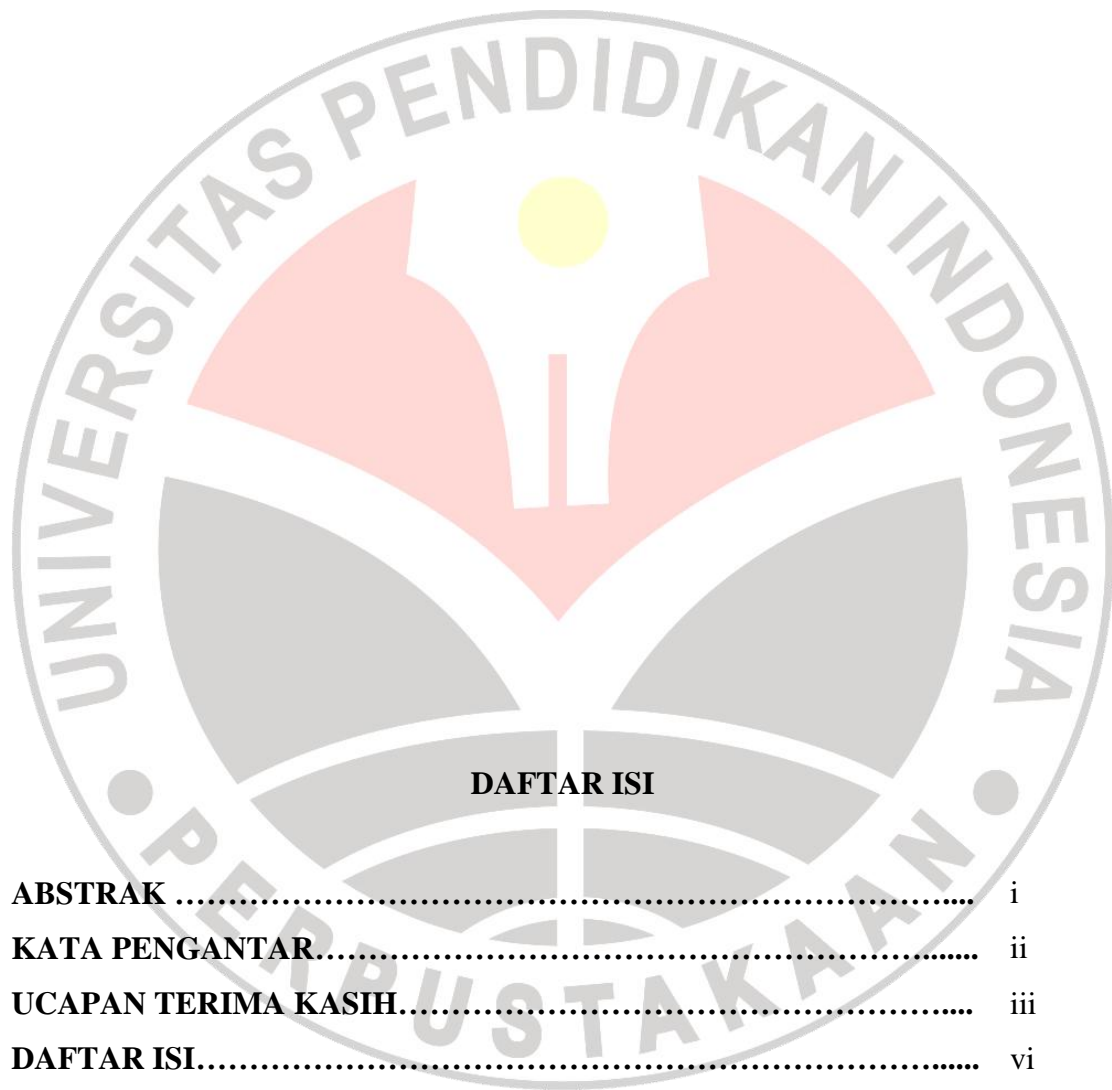 UNIVERSITAS PENDIDIKAN INDONESIA
PERPUSTAKAAN
DAFTAR ISI
ABSTRAK ………………………………………………………………….... i
KATA PENGANTAR……………………………………………………....... ii
UCAPAN TERIMA KASIH……………………………………………….... iii
DAFTAR ISI………………………………………………………………...... vi